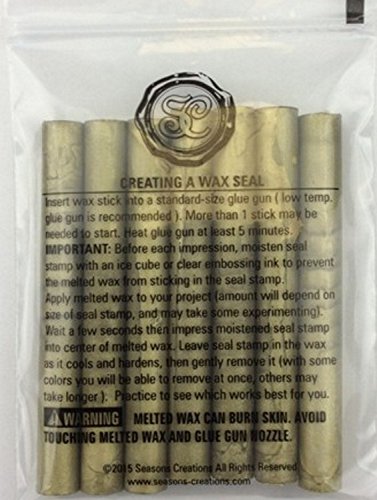 SC
CREATING A WAX SEAL
Insert wax stick into a standard-size glue gun ( low temp.
glue gun is recommended ). More than 1 stick may be
needed to start. Heat glue gun at least 5 minutes.
IMPORTANT: Before each impression, moisten seal
stamp with an ice cube or clear embossing ink to prevent
the melted wax from sticking in the seal stamp.
Apply melted wax to your project (amount will depend on
size of seal stamp, and may take some experimenting).
Wait a few seconds then impress moistened seal stamp
into center of melted wax. Leave seal stamp in the wax
as it cools and hardens, then gently remove it (with some
colors you will be able to remove at once, others may
take longer ). Practice to see which works best for you.
WARNING MELTED WAX CAN BURN SKIN. AVOID
TOUCHING MELTED WAX AND GLUE GUN NOZZLE.
©2015 Seasons Creations All Rights Reserved
www.seasons-creations.com